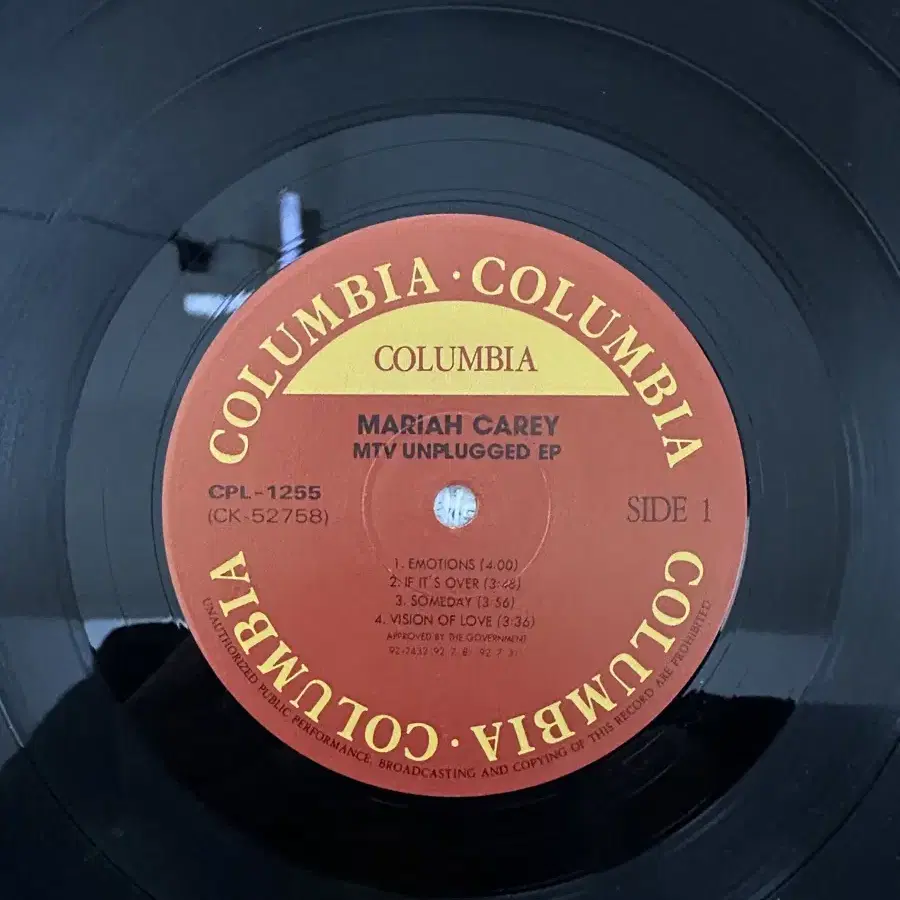 COLUMBIA · COLUMBIA
COLUMBIA
MARiAH CAREY
MTV UNPLUGGED EP
CPL-1255
(CK-52758)
SIDE 1
1. EMOTIONS (4:00)
2. IF IT'S OVER (3:48)
3. SOMEDAY (3:56)
4. VISION OF LOVE (3:36)
APPROVED BY THE GOVERNMENT
COLUMBIA · COLUMBIA
UNAUTHORIZED PUBLIC PERFORMANCE, BROADCASTING AND COPYING OF THIS RECORD ARE PROHIBITED